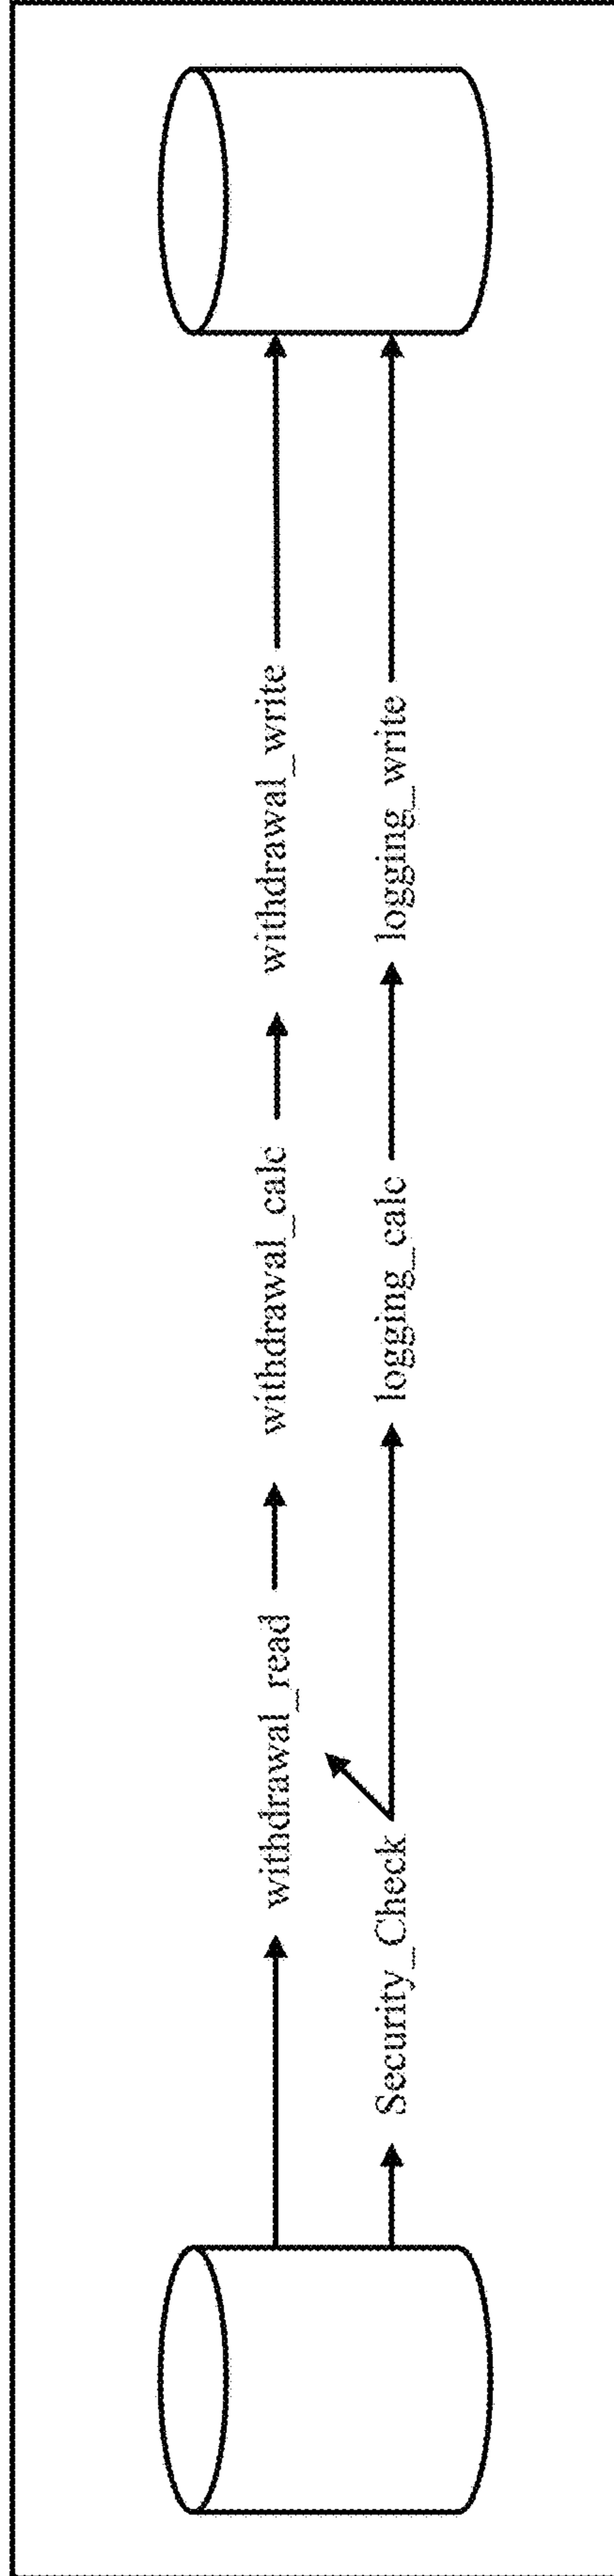 withdrawal_read
withdrawal_calc
withdrawal_write
Security_Check
logging_calc
logging_write